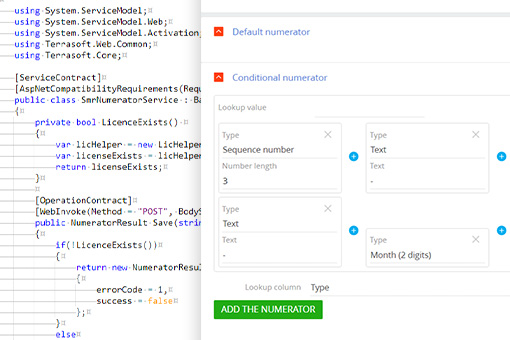 using System.ServiceModel;
using System.ServiceModel.Web;
using System.ServiceModel.Activation;
using Terrasoft.Web.Common;
using Terrasoft.Core;
[ServiceContract]
[AspNetCompatibilityRequirements(Requ
public class SmrNumeratorService : Ba
{
private bool LicenceExists()
{
var licHelper = new LicHelper
var licenseExists = licHelper
return licenseExists;
}
[OperationContract]
[WebInvoke(Method = "POST", BodyS
public NumeratorResult Save(strin
{
if(!LicenceExists())
{
return new NumeratorResul
{
errorCode = 1,
success = false
};
}
else
Default numerator
Conditional numerator
Lookup value
Type
Sequence number
Number length
3
Type
Text
Text
-
Type
Text
Text
-
Type
Month (2 digits)
Lookup column Type
ADD THE NUMERATOR